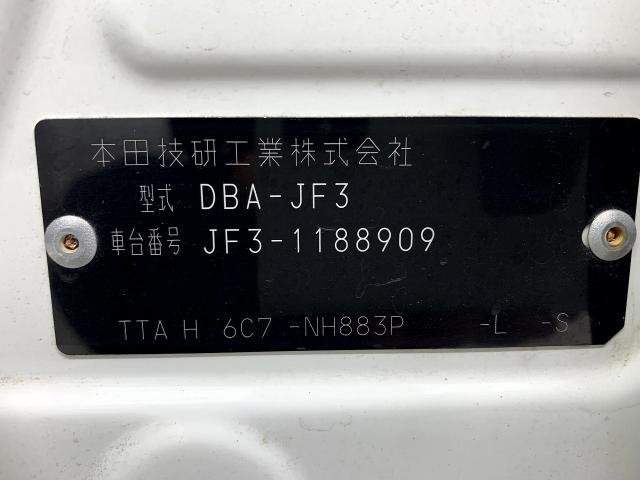 本田技研工業株式会社
型式 DBA-JF3
車台番号 JF3-1188909
TTA H 6C7 -NH883P -L -S